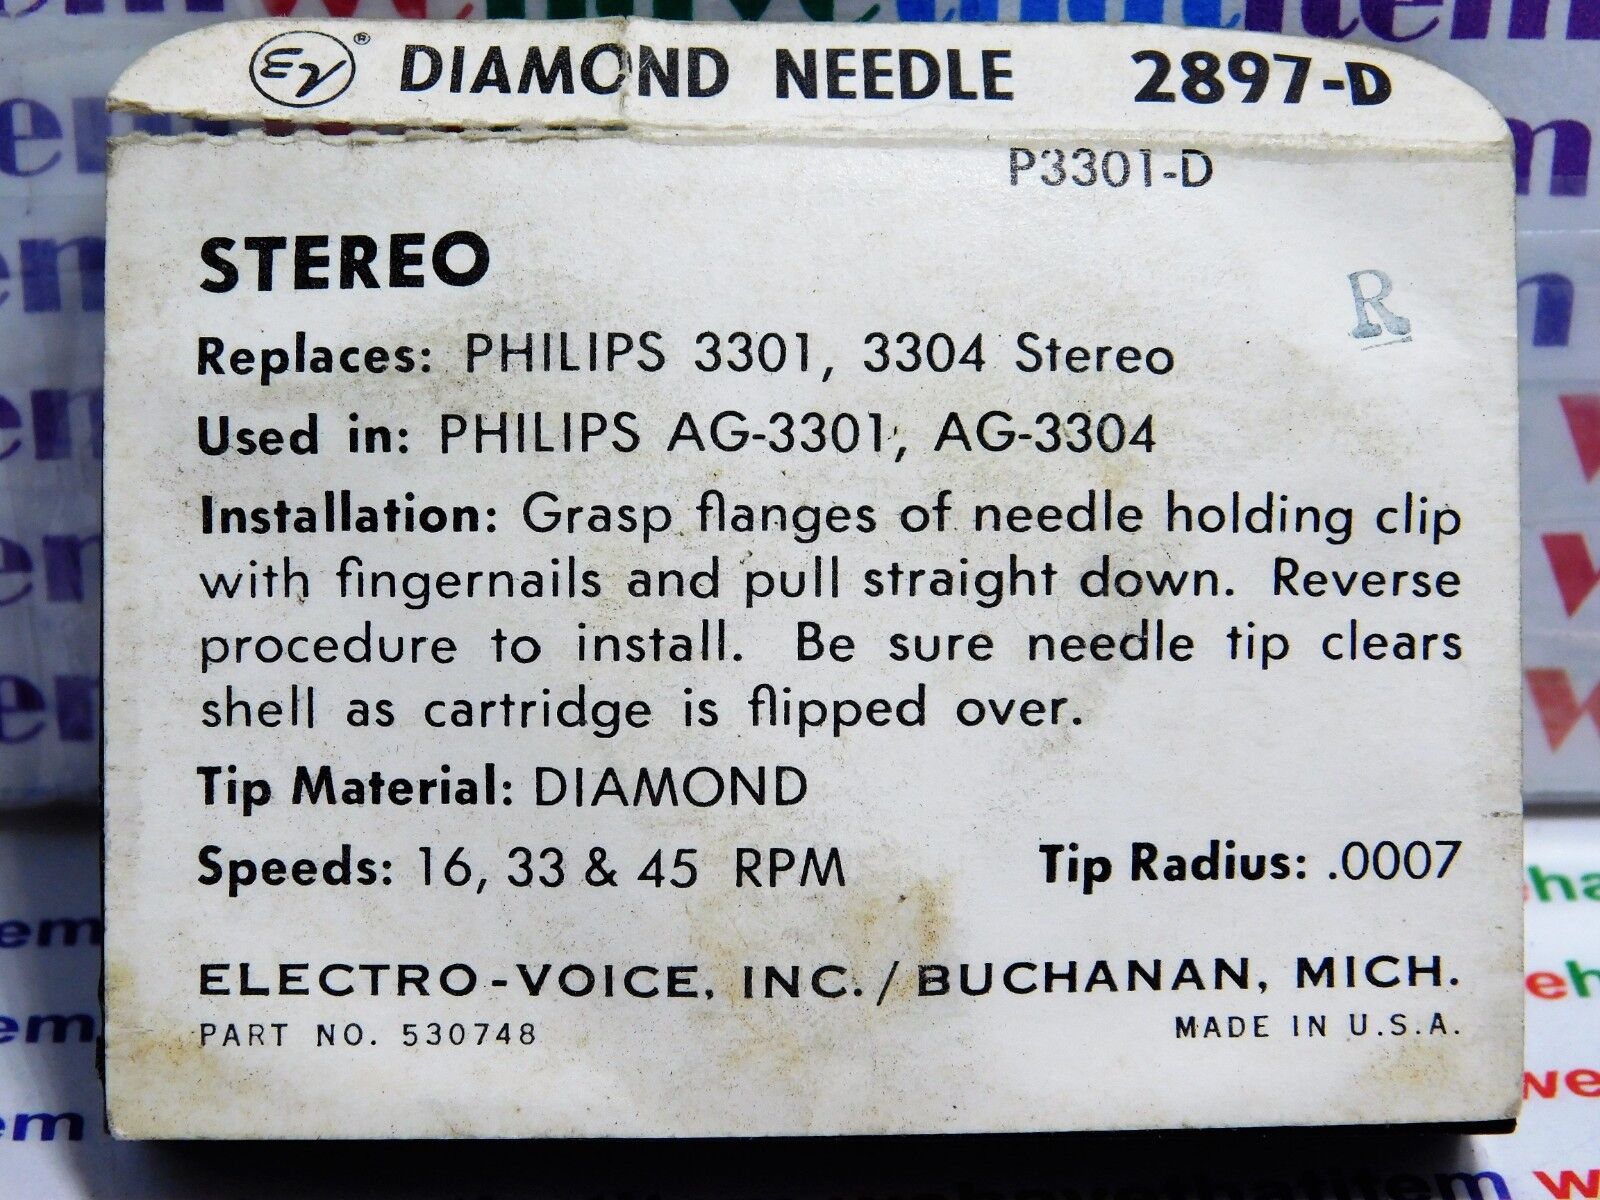 EV® DIAMOND NEEDLE 2897-D
P3301-D
STEREO
R
Replaces: PHILIPS 3301, 3304 Stereo
Used in: PHILIPS AG-3301, AG-3304
Installation: Grasp flanges of needle holding clip
with fingernails and pull straight down. Reverse
procedure to install. Be sure needle tip clears
shell as cartridge is flipped over.
Tip Material: DIAMOND
Speeds: 16, 33 & 45 RPM Tip Radius: .0007
ELECTRO-VOICE, INC. / BUCHANAN, MICH.
PART NO. 530748 MADE IN U.S.A.